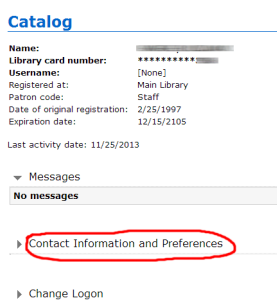 Catalog
Name:
Library card number: **********
Username: [None]
Registered at: Main Library
Patron code: Staff
Date of original registration: 2/25/1997
Expiration date: 12/15/2105
Last activity date: 11/25/2013
Messages
No messages
Contact Information and Preferences
Change Logon